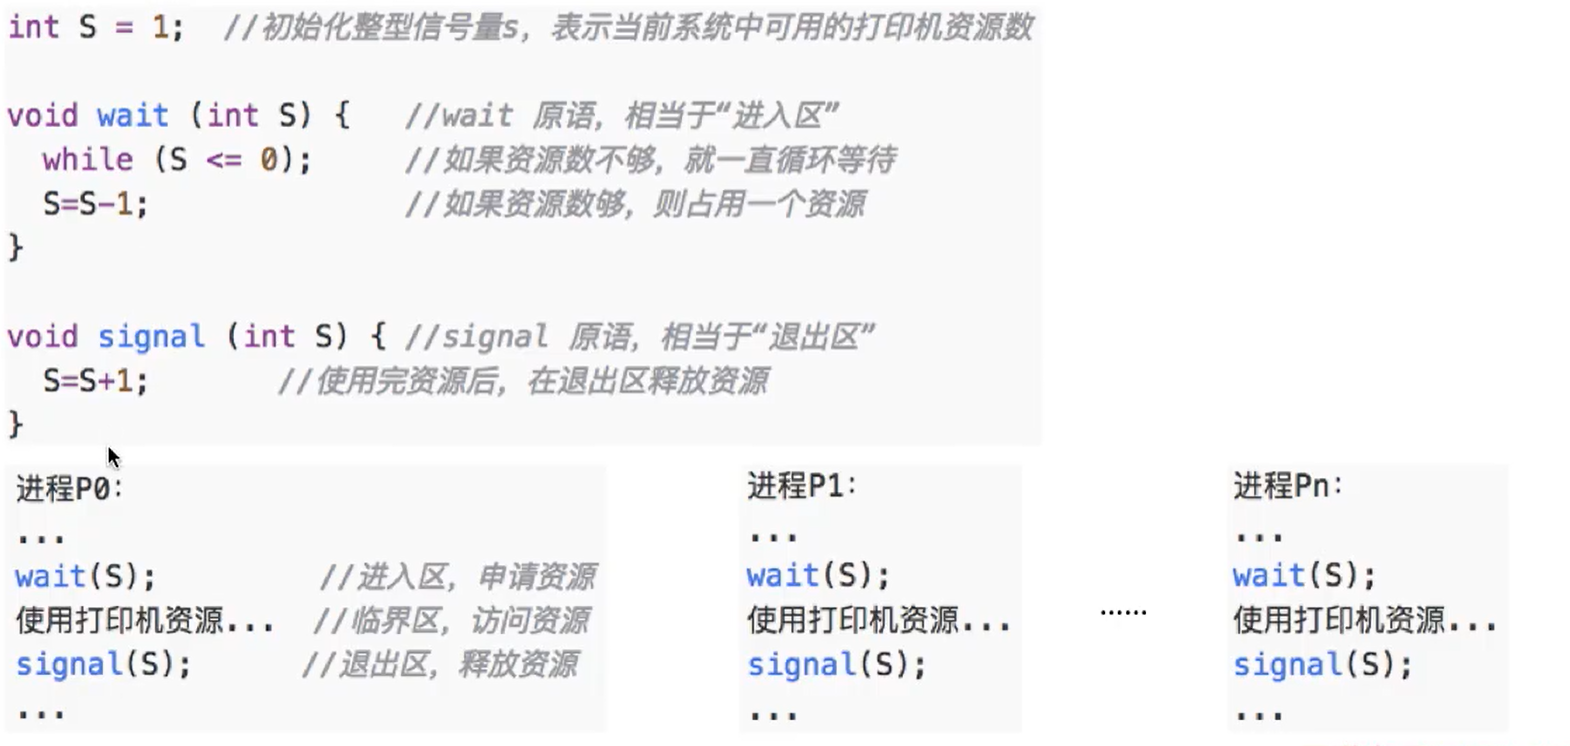 int S = 1;  //初始化整型信号量s，表示当前系统中可用的打印机资源数
void wait (int S) {   //wait 原语，相当于“进入区”
while (S <= 0);     //如果资源数不够，就一直循环等待
S=S-1;              //如果资源数够，则占用一个资源
}
void signal (int S) { //signal 原语，相当于“退出区”
S=S+1;       //使用完资源后，在退出区释放资源
}
进程P0：
...
wait(S);         //进入区，申请资源
使用打印机资源...  //临界区，访问资源
signal(S);      //退出区，释放资源
...
进程P1：
...
wait(S);
使用打印机资源...
signal(S);
...
......
进程Pn：
...
wait(S);
使用打印机资源...
signal(S);
...